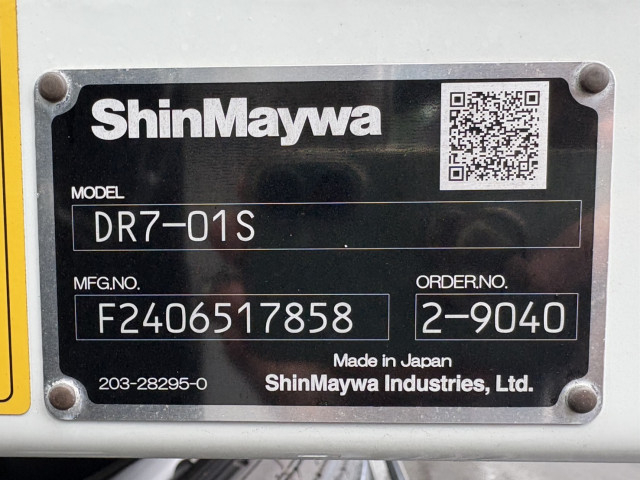 ShinMaywa
MODEL
DR7-01S
MFG.NO. ORDER.NO.
F2406517858 2-9040
Made in Japan
203-28295-0 ShinMaywa Industries, Ltd.